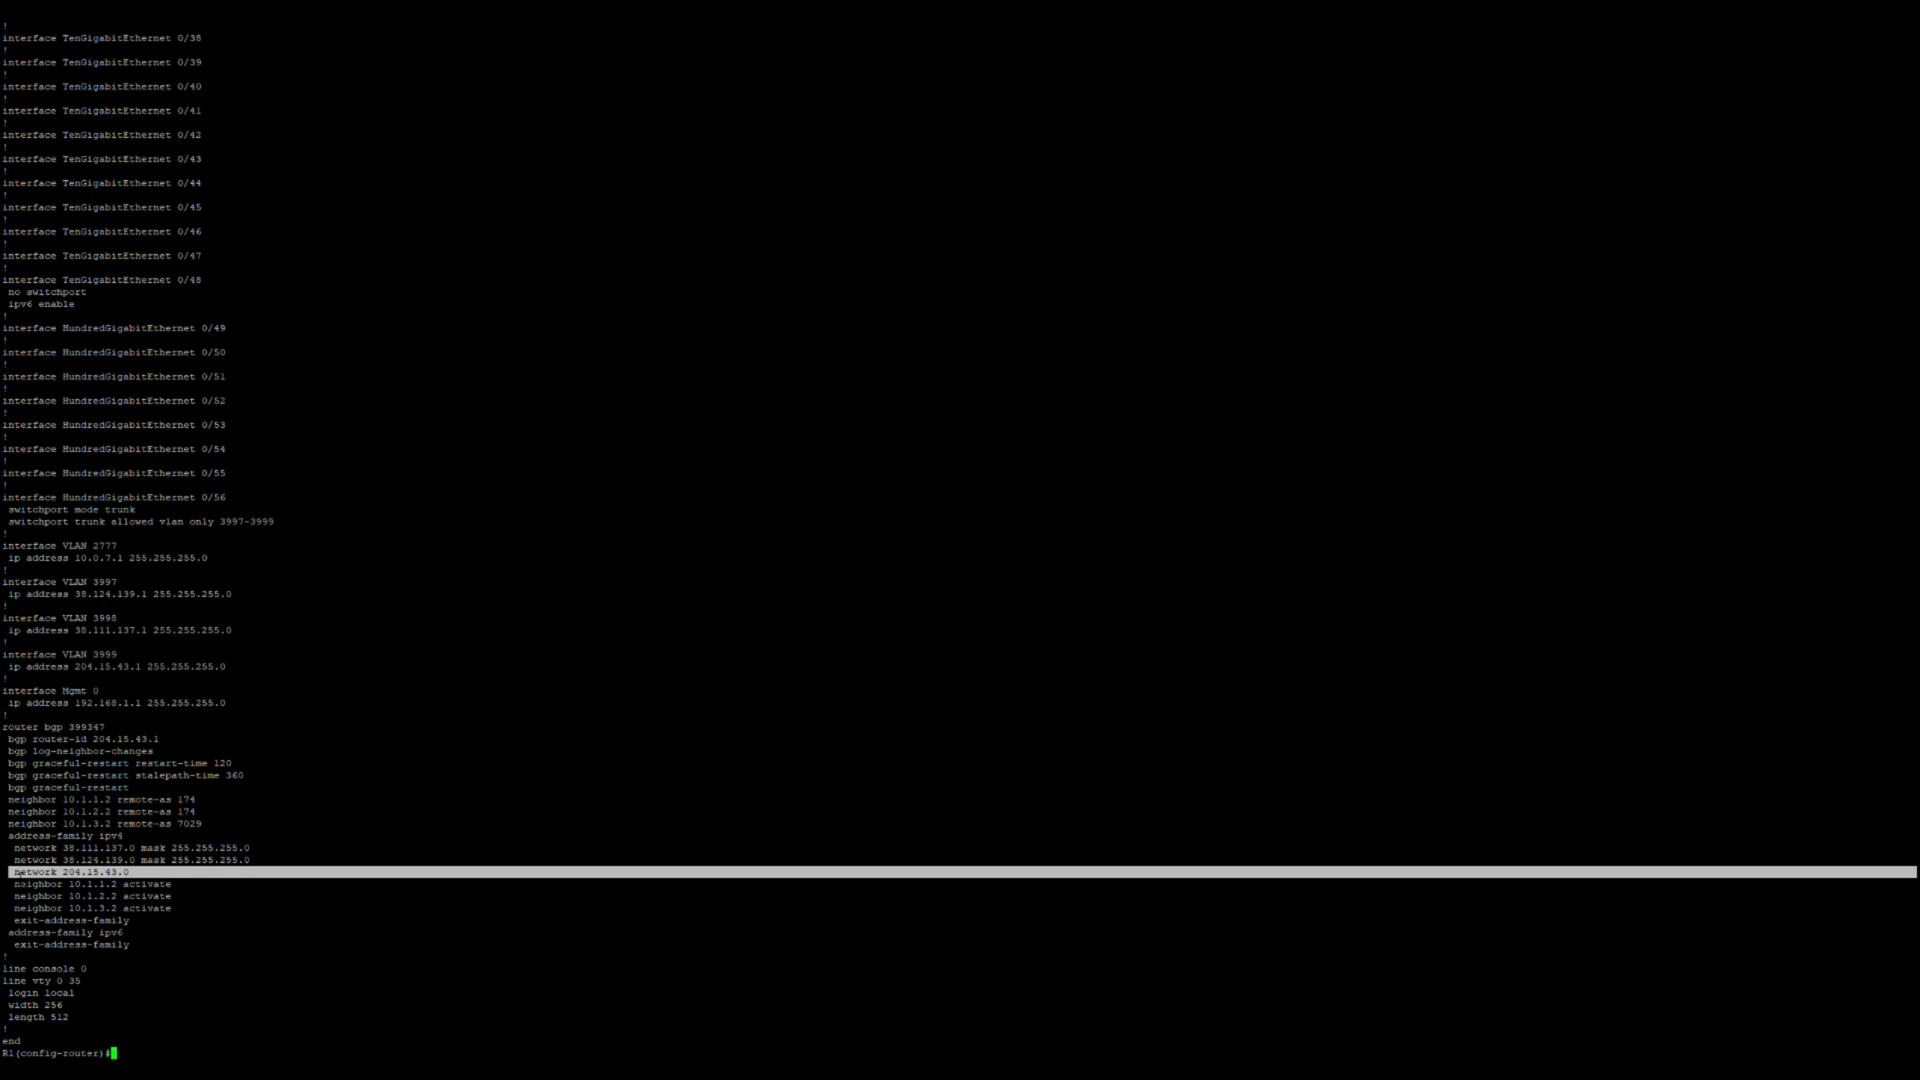 !
interface TenGigabitEthernet 0/38
!
interface TenGigabitEthernet 0/39
!
interface TenGigabitEthernet 0/40
!
interface TenGigabitEthernet 0/41
!
interface TenGigabitEthernet 0/42
!
interface TenGigabitEthernet 0/43
!
interface TenGigabitEthernet 0/44
!
interface TenGigabitEthernet 0/45
!
interface TenGigabitEthernet 0/46
!
interface TenGigabitEthernet 0/47
!
interface TenGigabitEthernet 0/48
 no switchport
 ipv6 enable
!
interface HundredGigabitEthernet 0/49
!
interface HundredGigabitEthernet 0/50
!
interface HundredGigabitEthernet 0/51
!
interface HundredGigabitEthernet 0/52
!
interface HundredGigabitEthernet 0/53
!
interface HundredGigabitEthernet 0/54
!
interface HundredGigabitEthernet 0/55
!
interface HundredGigabitEthernet 0/56
 switchport mode trunk
 switchport trunk allowed vlan only 3997-3999
!
interface VLAN 2777
 ip address 10.0.7.1 255.255.255.0
!
interface VLAN 3997
 ip address 38.124.139.1 255.255.255.0
!
interface VLAN 3998
 ip address 38.111.137.1 255.255.255.0
!
interface VLAN 3999
 ip address 204.15.43.1 255.255.255.0
!
interface Mgmt 0
 ip address 192.168.1.1 255.255.255.0
!
router bgp 399347
 bgp router-id 204.15.43.1
 bgp log-neighbor-changes
 bgp graceful-restart restart-time 120
 bgp graceful-restart stalepath-time 360
 bgp graceful-restart
 neighbor 10.1.1.2 remote-as 174
 neighbor 10.1.2.2 remote-as 174
 neighbor 10.1.3.2 remote-as 7029
 address-family ipv4
  network 38.111.137.0 mask 255.255.255.0
  network 38.124.139.0 mask 255.255.255.0
  network 204.15.43.0
  neighbor 10.1.1.2 activate
  neighbor 10.1.2.2 activate
  neighbor 10.1.3.2 activate
  exit-address-family
 address-family ipv6
  exit-address-family
!
line console 0
line vty 0 35
 login local
 width 256
 length 512
!
end
R1(config-router)#